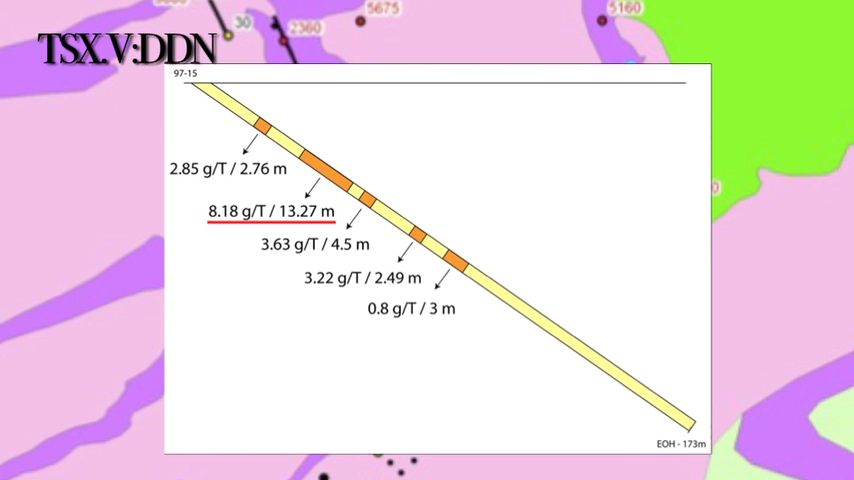 5675
5160
30
2360
TSX.V:DDN
97-15
2.85 g/T / 2.76 m
8.18 g/T / 13.27 m
3.63 g/T / 4.5 m
3.22 g/T / 2.49 m
0.8 g/T / 3 m
EOH - 173m